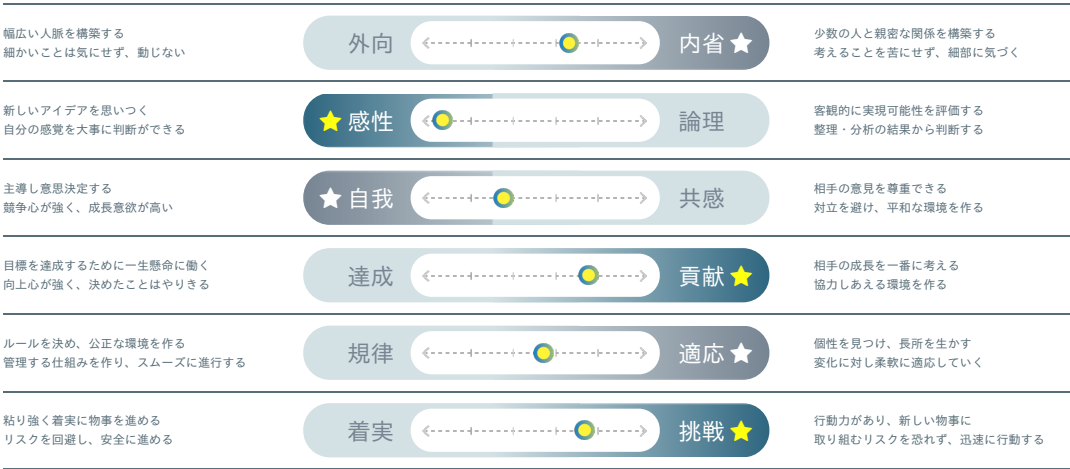 幅広い人脈を構築する
細かいことは気にせず、動じない
外向
内省
少数の人と親密な関係を構築する
考えることを苦にせず、細部に気づく
新しいアイデアを思いつく
自分の感覚を大事に判断ができる
感性
論理
客観的に実現可能性を評価する
整理・分析の結果から判断する
主導し意思決定する
競争心が強く、成長意欲が高い
自我
共感
相手の意見を尊重できる
対立を避け、平和な環境を作る
目標を達成するために一生懸命に働く
向上心が強く、決めたことはやりきる
達成
貢献
相手の成長を一番に考える
協力しあえる環境を作る
ルールを決め、公正な環境を作る
管理する仕組みを作り、スムーズに進行する
規律
適応
個性を見つけ、長所を生かす
変化に対し柔軟に適応していく
粘り強く着実に物事を進める
リスクを回避し、安全に進める
着実
挑戦
行動力があり、新しい物事に
取り組むリスクを恐れず、迅速に行動する